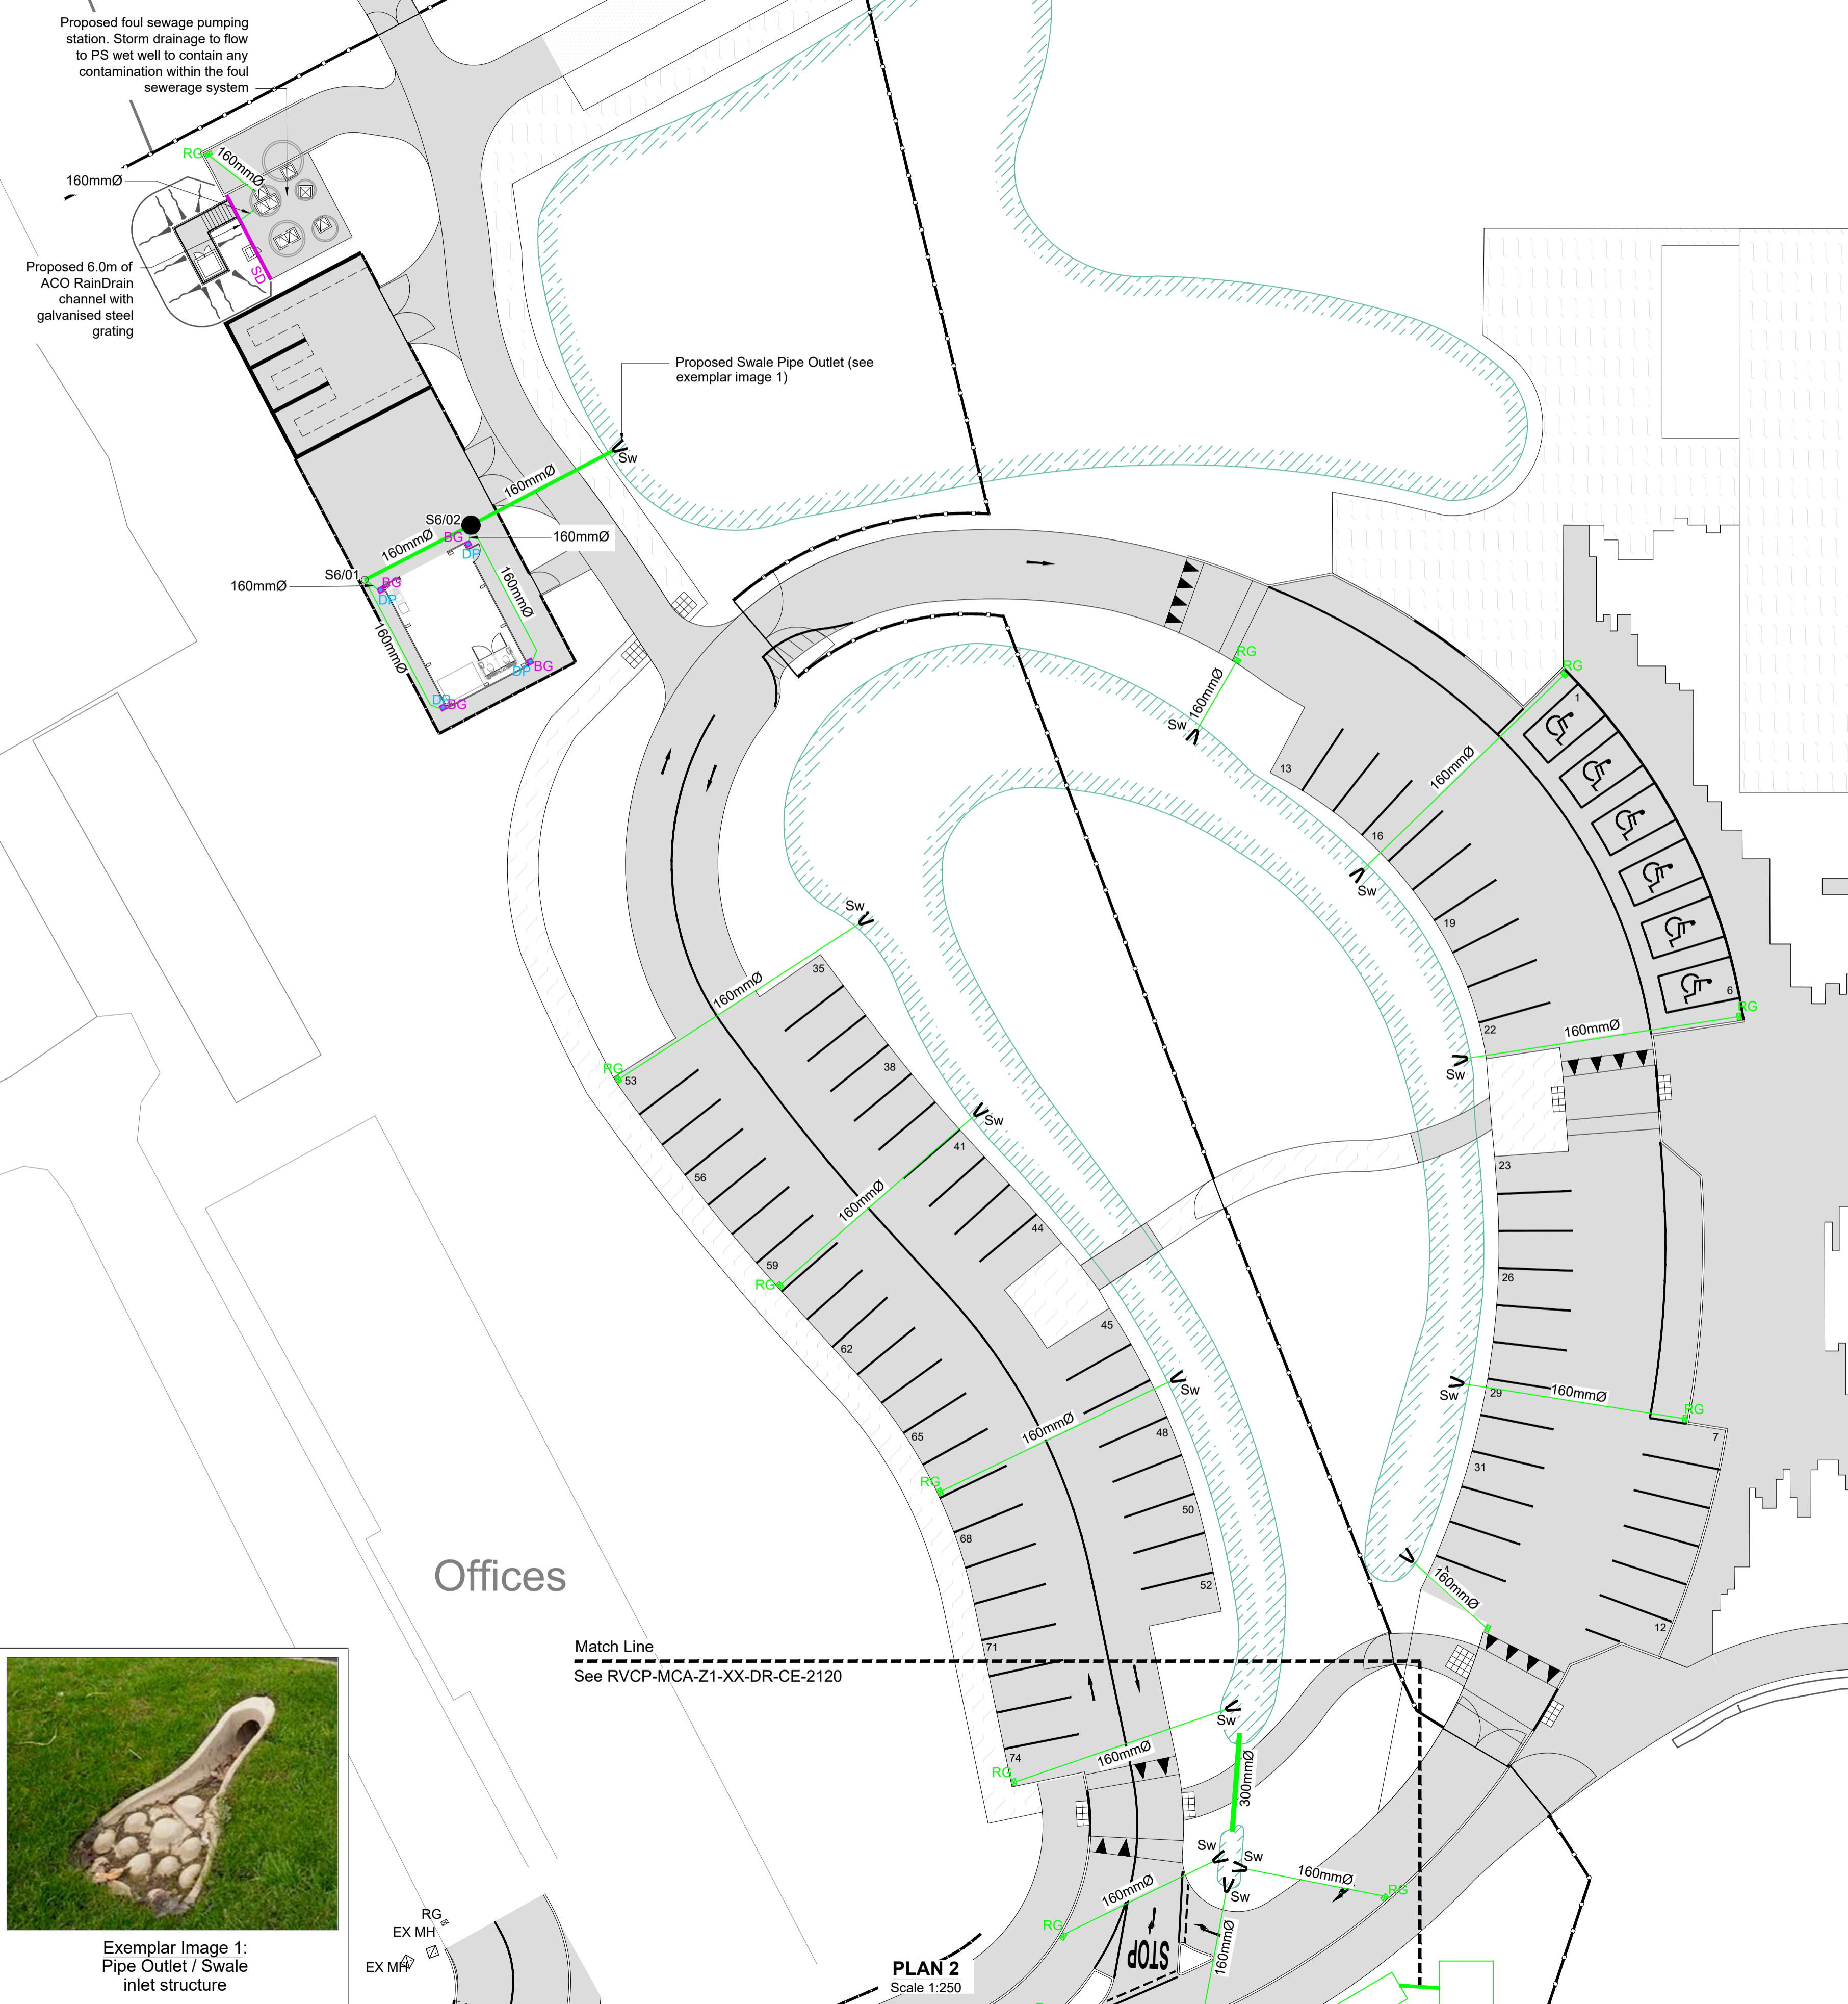 Proposed foul sewage pumping
station. Storm drainage to flow
to PS wet well to contain any
contamination within the foul
sewerage system
RG
160mmØ
160mmØ
SD
Proposed 6.0m of
ACO RainDrain
channel with
galvanised steel
grating
Proposed Swale Pipe Outlet (see
exemplar image 1)
Sw
160mmØ
S6/02
BG
DP
160mmØ
160mmØ
S6/01
BG
DP
160mmØ
160mmØ
160mmØ
DP
BG
DP
BG
RG
160mmØ
Sw
RG
1
13
160mmØ
16
Sw
19
6
RG
22
160mmØ
Sw
Sw
35
160mmØ
RG
53
38
Sw
41
56
160mmØ
44
59
RG
23
26
45
62
Sw
Sw
29
160mmØ
RG
7
160mmØ
48
65
31
RG
50
68
52
160mmØ
12
71
Offices
Match Line
See RVCP-MCA-Z1-XX-DR-CE-2120
Sw
74
160mmØ
RG
300mmØ
Sw
Sw
Sw
160mmØ
RG
160mmØ
RG
160mmØ
STOP
RG
EX MH
EX MH
Exemplar Image 1:
Pipe Outlet / Swale
inlet structure
PLAN 2
Scale 1:250